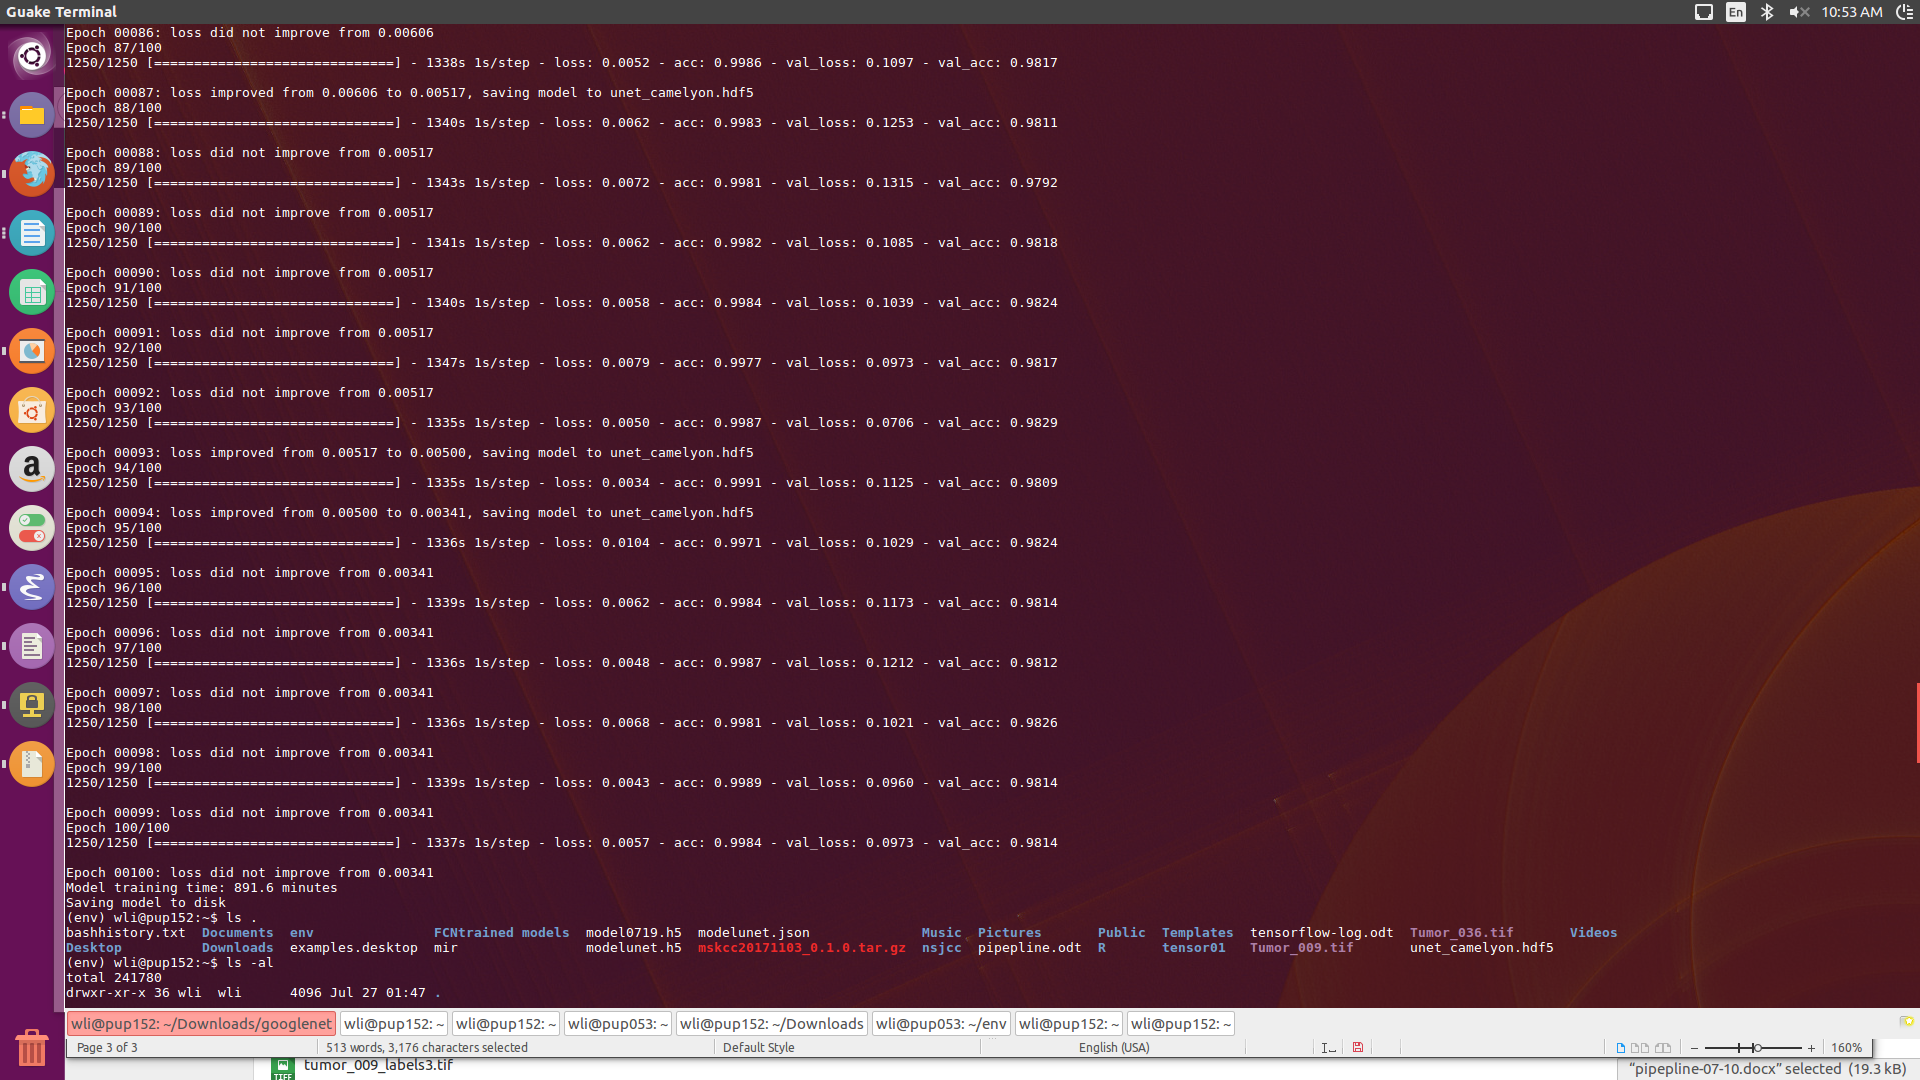 Guake Terminal
En
10:53 AM
Epoch 00086: loss did not improve from 0.00606
Epoch 87/100
1250/1250 [==============================] - 1338s 1s/step - loss: 0.0052 - acc: 0.9986 - val_loss: 0.1097 - val_acc: 0.9817
Epoch 00087: loss improved from 0.00606 to 0.00517, saving model to unet_camelyon.hdf5
Epoch 88/100
1250/1250 [==============================] - 1340s 1s/step - loss: 0.0062 - acc: 0.9983 - val_loss: 0.1253 - val_acc: 0.9811
Epoch 00088: loss did not improve from 0.00517
Epoch 89/100
1250/1250 [==============================] - 1343s 1s/step - loss: 0.0072 - acc: 0.9981 - val_loss: 0.1315 - val_acc: 0.9792
Epoch 00089: loss did not improve from 0.00517
Epoch 90/100
1250/1250 [==============================] - 1341s 1s/step - loss: 0.0062 - acc: 0.9982 - val_loss: 0.1085 - val_acc: 0.9818
Epoch 00090: loss did not improve from 0.00517
Epoch 91/100
1250/1250 [==============================] - 1340s 1s/step - loss: 0.0058 - acc: 0.9984 - val_loss: 0.1039 - val_acc: 0.9824
Epoch 00091: loss did not improve from 0.00517
Epoch 92/100
1250/1250 [==============================] - 1347s 1s/step - loss: 0.0079 - acc: 0.9977 - val_loss: 0.0973 - val_acc: 0.9817
Epoch 00092: loss did not improve from 0.00517
Epoch 93/100
1250/1250 [==============================] - 1335s 1s/step - loss: 0.0050 - acc: 0.9987 - val_loss: 0.0706 - val_acc: 0.9829
Epoch 00093: loss improved from 0.00517 to 0.00500, saving model to unet_camelyon.hdf5
Epoch 94/100
1250/1250 [==============================] - 1335s 1s/step - loss: 0.0034 - acc: 0.9991 - val_loss: 0.1125 - val_acc: 0.9809
Epoch 00094: loss improved from 0.00500 to 0.00341, saving model to unet_camelyon.hdf5
Epoch 95/100
1250/1250 [==============================] - 1336s 1s/step - loss: 0.0104 - acc: 0.9971 - val_loss: 0.1029 - val_acc: 0.9824
Epoch 00095: loss did not improve from 0.00341
Epoch 96/100
1250/1250 [==============================] - 1339s 1s/step - loss: 0.0062 - acc: 0.9984 - val_loss: 0.1173 - val_acc: 0.9814
Epoch 00096: loss did not improve from 0.00341
Epoch 97/100
1250/1250 [==============================] - 1336s 1s/step - loss: 0.0048 - acc: 0.9987 - val_loss: 0.1212 - val_acc: 0.9812
Epoch 00097: loss did not improve from 0.00341
Epoch 98/100
1250/1250 [==============================] - 1336s 1s/step - loss: 0.0068 - acc: 0.9981 - val_loss: 0.1021 - val_acc: 0.9826
Epoch 00098: loss did not improve from 0.00341
Epoch 99/100
1250/1250 [==============================] - 1339s 1s/step - loss: 0.0043 - acc: 0.9989 - val_loss: 0.0960 - val_acc: 0.9814
Epoch 00099: loss did not improve from 0.00341
Epoch 100/100
1250/1250 [==============================] - 1337s 1s/step - loss: 0.0057 - acc: 0.9984 - val_loss: 0.0973 - val_acc: 0.9814
Epoch 00100: loss did not improve from 0.00341
Model training time: 891.6 minutes
Saving model to disk
(env) wli@pup152:~$ ls .
bashhistory.txt Documents env FCNtrained models model0719.h5 modelunet.json Music Pictures Public Templates tensorflow-log.odt Tumor_036.tif Videos
Desktop Downloads examples.desktop mir modelunet.h5 mskcc20171103_0.1.0.tar.gz nsjcc pipepline.odt R tensor01 Tumor_009.tif unet_camelyon.hdf5
(env) wli@pup152:~$ ls -al
total 241780
drwxr-xr-x 36 wli wli 4096 Jul 27 01:47 .
wli@pup152: ~/Downloads/googlenet wli@pup152: ~ wli@pup152: ~ wli@pup053: ~ wli@pup152: ~/Downloads wli@pup053: ~/env wli@pup152: ~ wli@pup152: ~
Page 3 of 3 513 words, 3,176 characters selected Default Style English (USA) 160%
TIFF tumor_009_labels3.tif
"pipepline-07-10.docx" selected (19.3 kB)